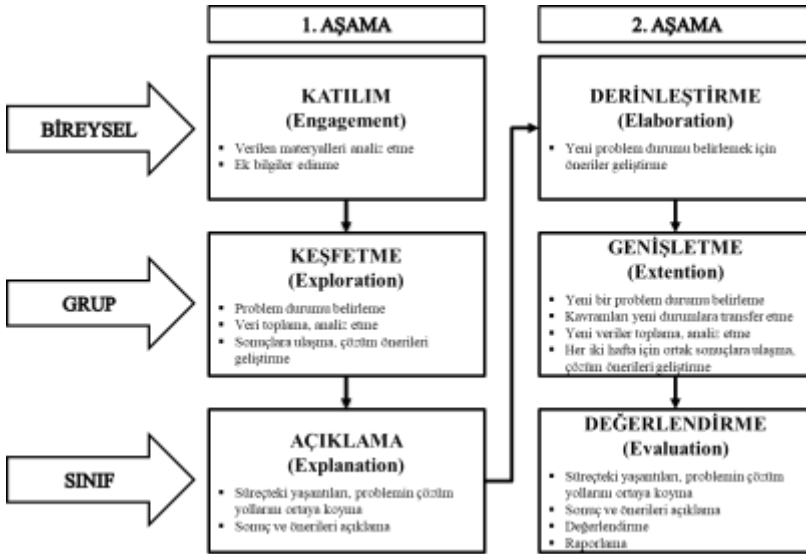 1. AŞAMA
2. AŞAMA
BİREYSEL
KATILIM
(Engagement)
▪ Verilen materyalleri analiz etme
▪ Ek bilgiler edinme
DERİNLEŞTİRME
(Elaboration)
▪ Yeni problem durumu belirlemek için
öneriler geliştirme
GRUP
KEŞFETME
(Exploration)
▪ Problem durumu belirleme
▪ Veri toplama, analiz etme
▪ Sonuçlara ulaşma, çözüm önerileri
geliştirme
GENİŞLETME
(Extention)
▪ Yeni bir problem durumu belirleme
▪ Kavramları yeni durumlara transfer etme
▪ Yeni veriler toplama, analiz etme
▪ Her iki hafta için ortak sonuçlara ulaşma,
çözüm önerileri geliştirme
SINIF
AÇIKLAMA
(Explanation)
▪ Süreçteki yaşantıları, problemin çözüm
yollarını ortaya koyma
▪ Sonuç ve önerileri açıklama
DEĞERLENDİRME
(Evaluation)
▪ Süreçteki yaşantıları, problemin çözüm
yollarını ortaya koyma
▪ Sonuç ve önerileri açıklama
▪ Değerlendirme
▪ Raporlama